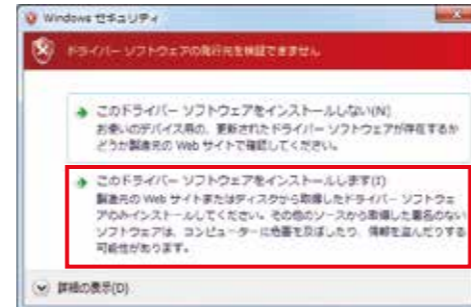 Windows セキュリティ
ドライバー ソフトウェアの発行元を検証できません
このドライバー ソフトウェアをインストールしない(N)
お使いのデバイス用の、更新されたドライバー ソフトウェアが存在するか
どうか製造元の Web サイトで確認してください。
このドライバー ソフトウェアをインストールします(I)
製造元の Web サイトまたはディスクから取得したドライバー ソフトウェ
アのみインストールしてください。その他のソースから取得した署名のない
ソフトウェアは、コンピューターに危害を及ぼしたり、情報を盗んだりする
可能性があります。
詳細の表示(D)